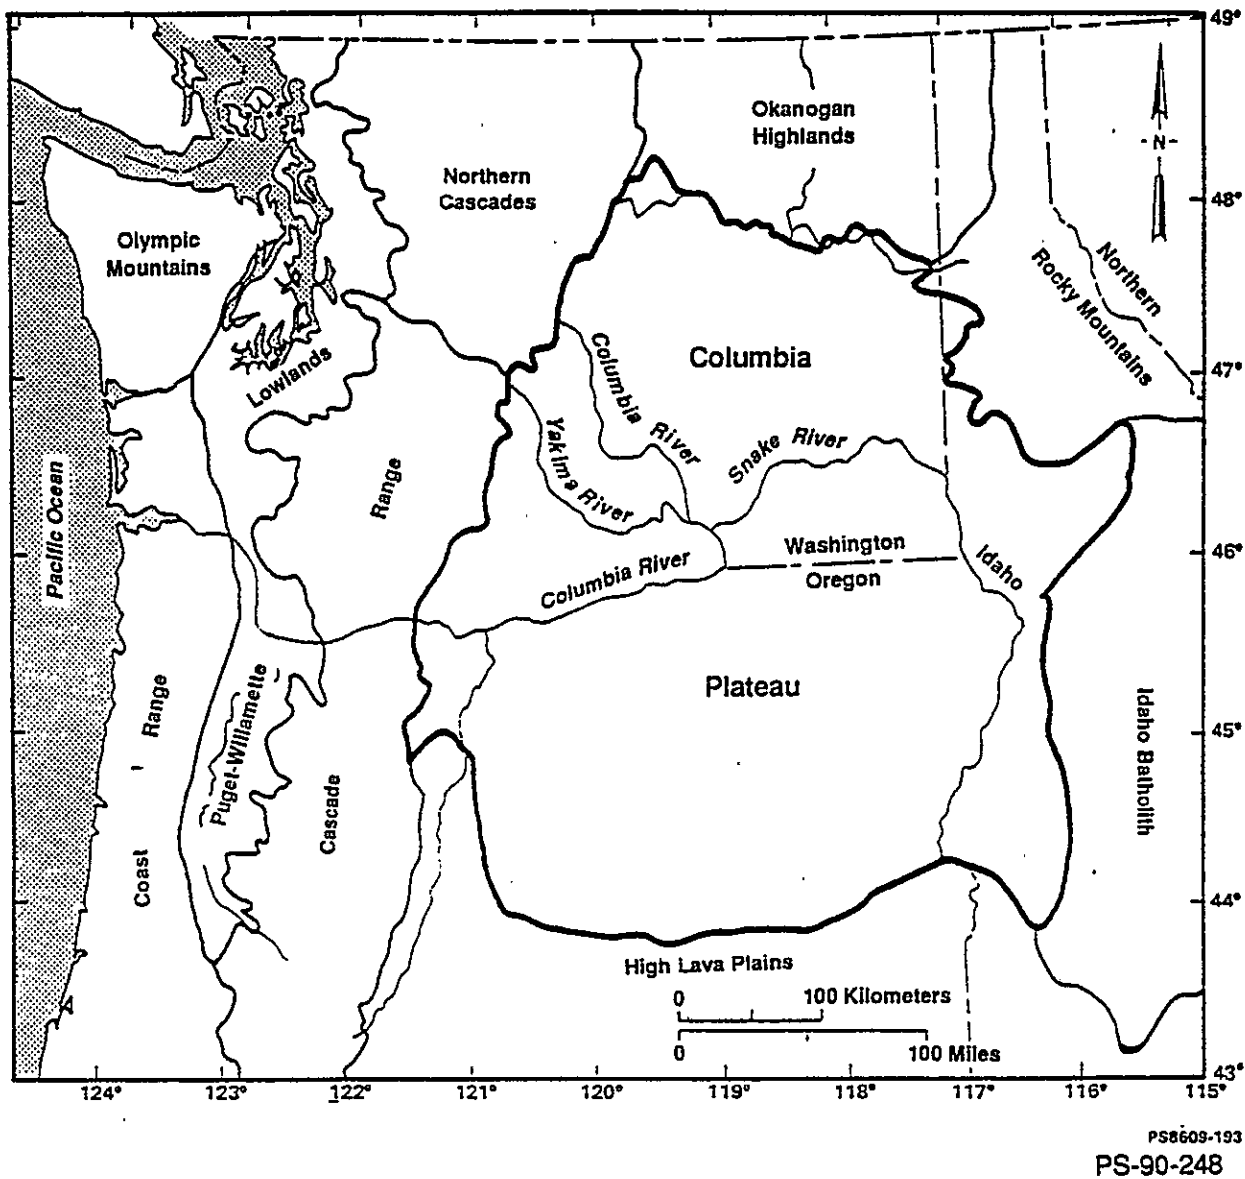 49°
Okanogan
Highlands
-N-
Northern
Cascades
48°
Olympic
Mountains
Northern
Rocky Mountains
Columbia
Columbia River
47°
Lowlands
Yakima River
Snake River
Range
Pacific Ocean
Washington
Oregon
46°
Idaho
Columbia River
Range
Puget-Willamette
Plateau
Idaho Batholith
45°
Cascade
Coast
44°
High Lava Plains
0 100 Kilometers
0 100 Miles
43°
124° 123° 122° 121° 120° 119° 118° 117° 116° 115°
PS8609-193
PS-90-248